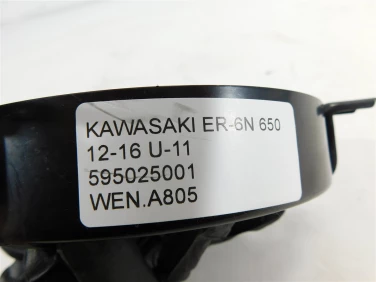 KAWASAKI ER-6N 650
12-16 U-11
595025001
WEN.A805